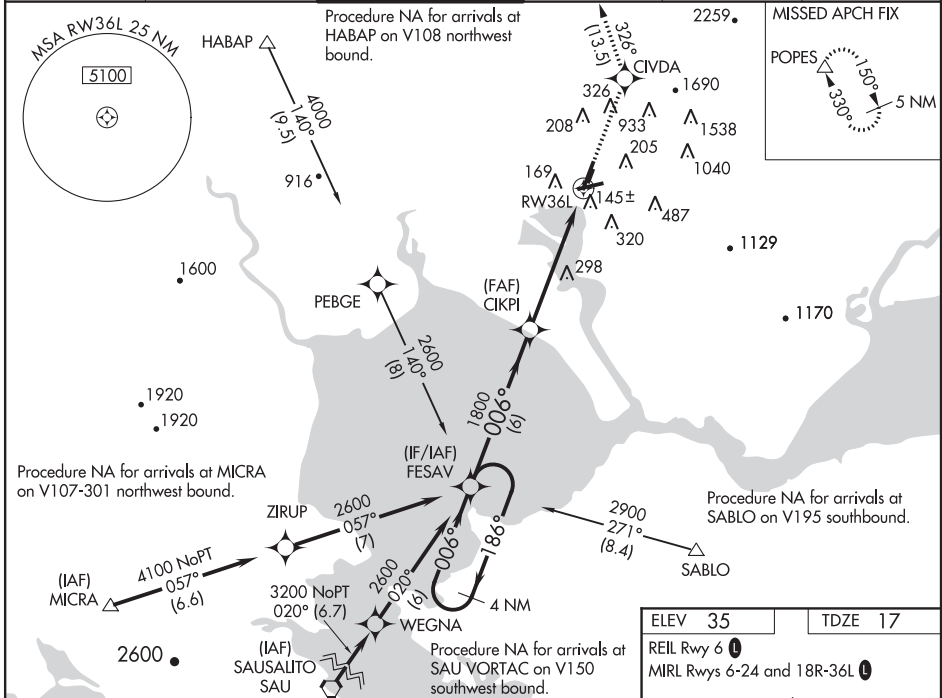 MSA RW36L 25 NM
5100
HABAP
Procedure NA for arrivals at
HABAP on V108 northwest
bound.
4000
140°
(9.5)
916
326°
(13.5)
CIVDA
2259
1690
326
933
208
1538
205
1040
169
RW36L
145±
487
320
298
MISSED APCH FIX
POPES
150°
330°
5 NM
1129
1170
1600
PEBGE
2600
140°
(8)
(FAF)
CIKPI
1800
006°
(6)
1920
1920
(IF/IAF)
FESAV
Procedure NA for arrivals at MICRA
on V107-301 northwest bound.
ZIRUP
2600
057°
(7)
Procedure NA for arrivals at
SABLO on V195 southbound.
2900
271°
(8.4)
SABLO
(IAF)
MICRA
4100 NoPT
057°
(6.6)
2600
020°
(6)
006°
186°
4 NM
3200 NoPT
020° (6.7)
WEGNA
(IAF)
SAUSALITO
SAU
2600
Procedure NA for arrivals at
SAU VORTAC on V150
southwest bound.
ELEV 35
TDZE 17
REIL Rwy 6 L
MIRL Rwys 6-24 and 18R-36L L